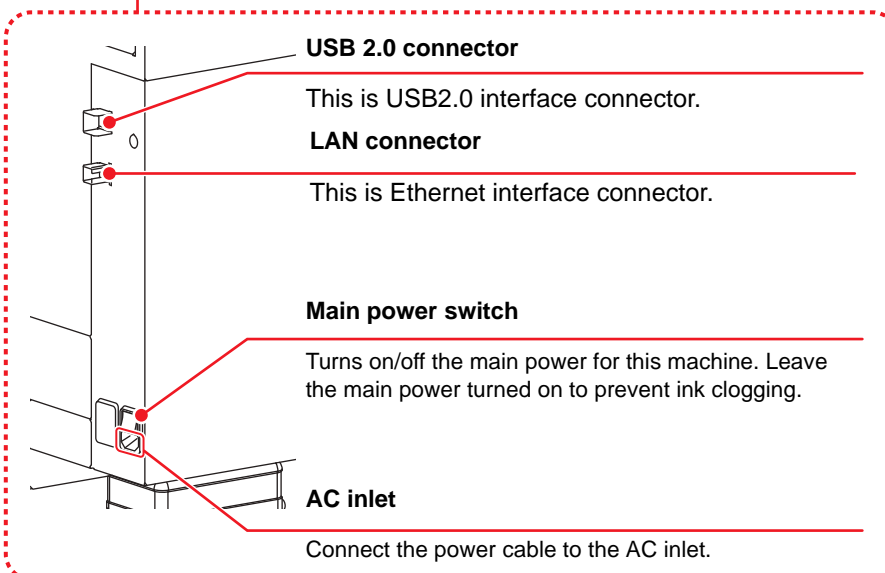 USB 2.0 connector
This is USB2.0 interface connector.
LAN connector
This is Ethernet interface connector.
Main power switch
Turns on/off the main power for this machine. Leave
the main power turned on to prevent ink clogging.
AC inlet
Connect the power cable to the AC inlet.